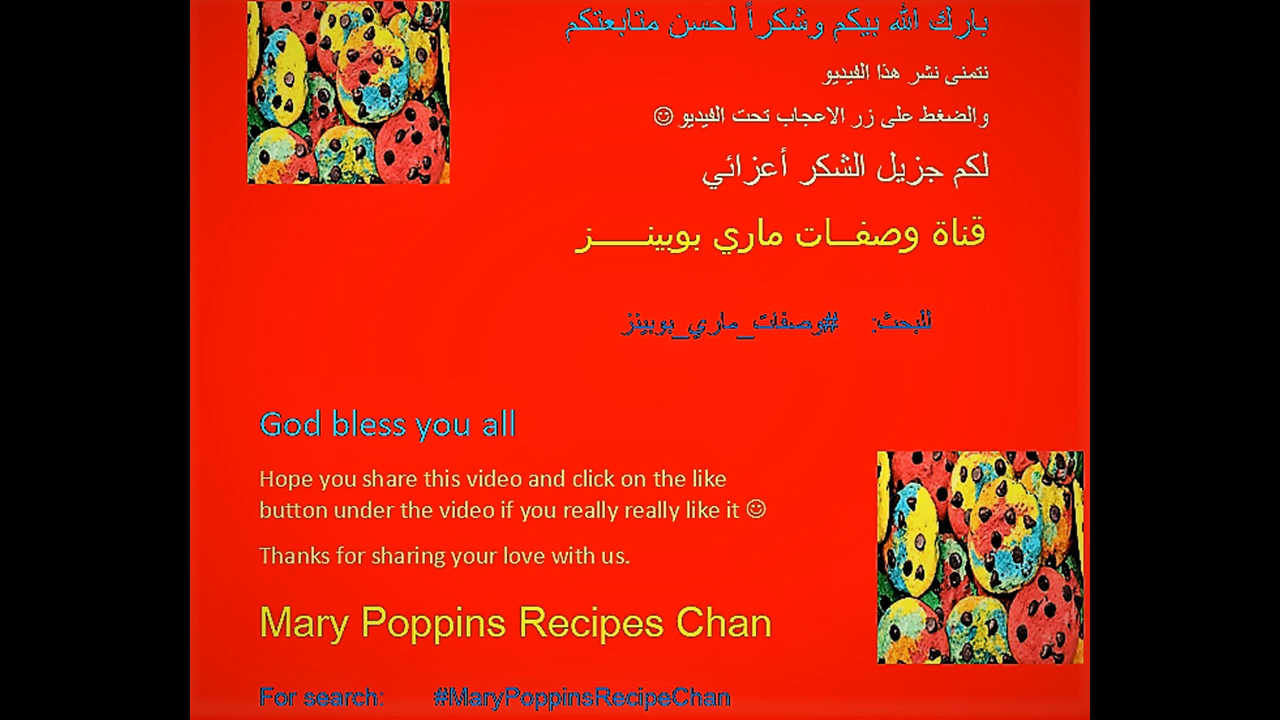 بارك الله بيكم وشكراً لحسن متابعتكم
نتمنى نشر هذا الفيديو
والضغط على زر الاعجاب تحت الفيديو ☺
لكم جزيل الشكر أعزائي
قناة وصفــات ماري بوبينـــــز
للبحث: #وصفات_ماري_بوبينز
God bless you all
Hope you share this video and click on the like
button under the video if you really really like it ☺
Thanks for sharing your love with us.
Mary Poppins Recipes Chan
For search: #MaryPoppinsRecipeChan